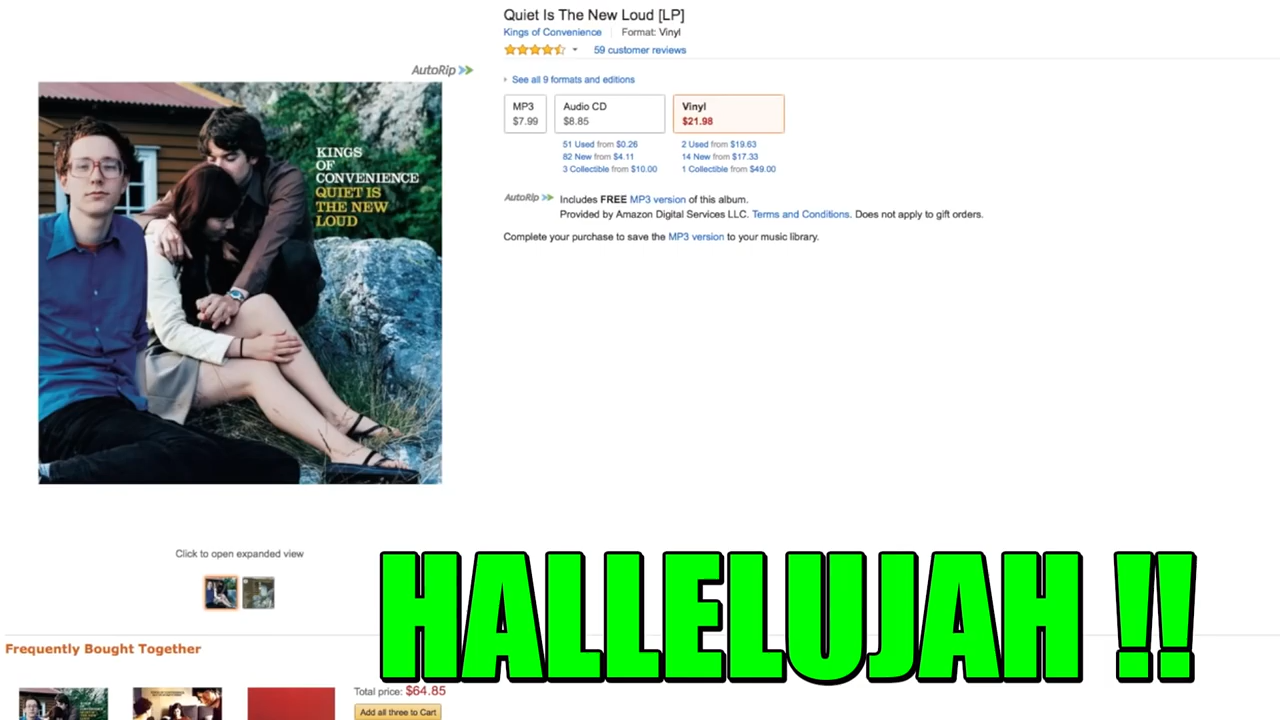 Quiet Is The New Loud [LP]
Kings of Convenience | Format: Vinyl
59 customer reviews
AutoRip
See all 9 formats and editions
MP3
$7.99
Audio CD
$8.85
Vinyl
$21.98
51 Used from $0.26
82 New from $4.11
3 Collectible from $10.00
2 Used from $19.63
14 New from $17.33
1 Collectible from $49.00
KINGS
OF
CONVENIENCE
QUIET IS
THE NEW
LOUD
AutoRip Includes FREE MP3 version of this album.
Provided by Amazon Digital Services LLC. Terms and Conditions. Does not apply to gift orders.
Complete your purchase to save the MP3 version to your music library.
Click to open expanded view
HALLELUJAH !!
Frequently Bought Together
Total price: $64.85
Add all three to Cart